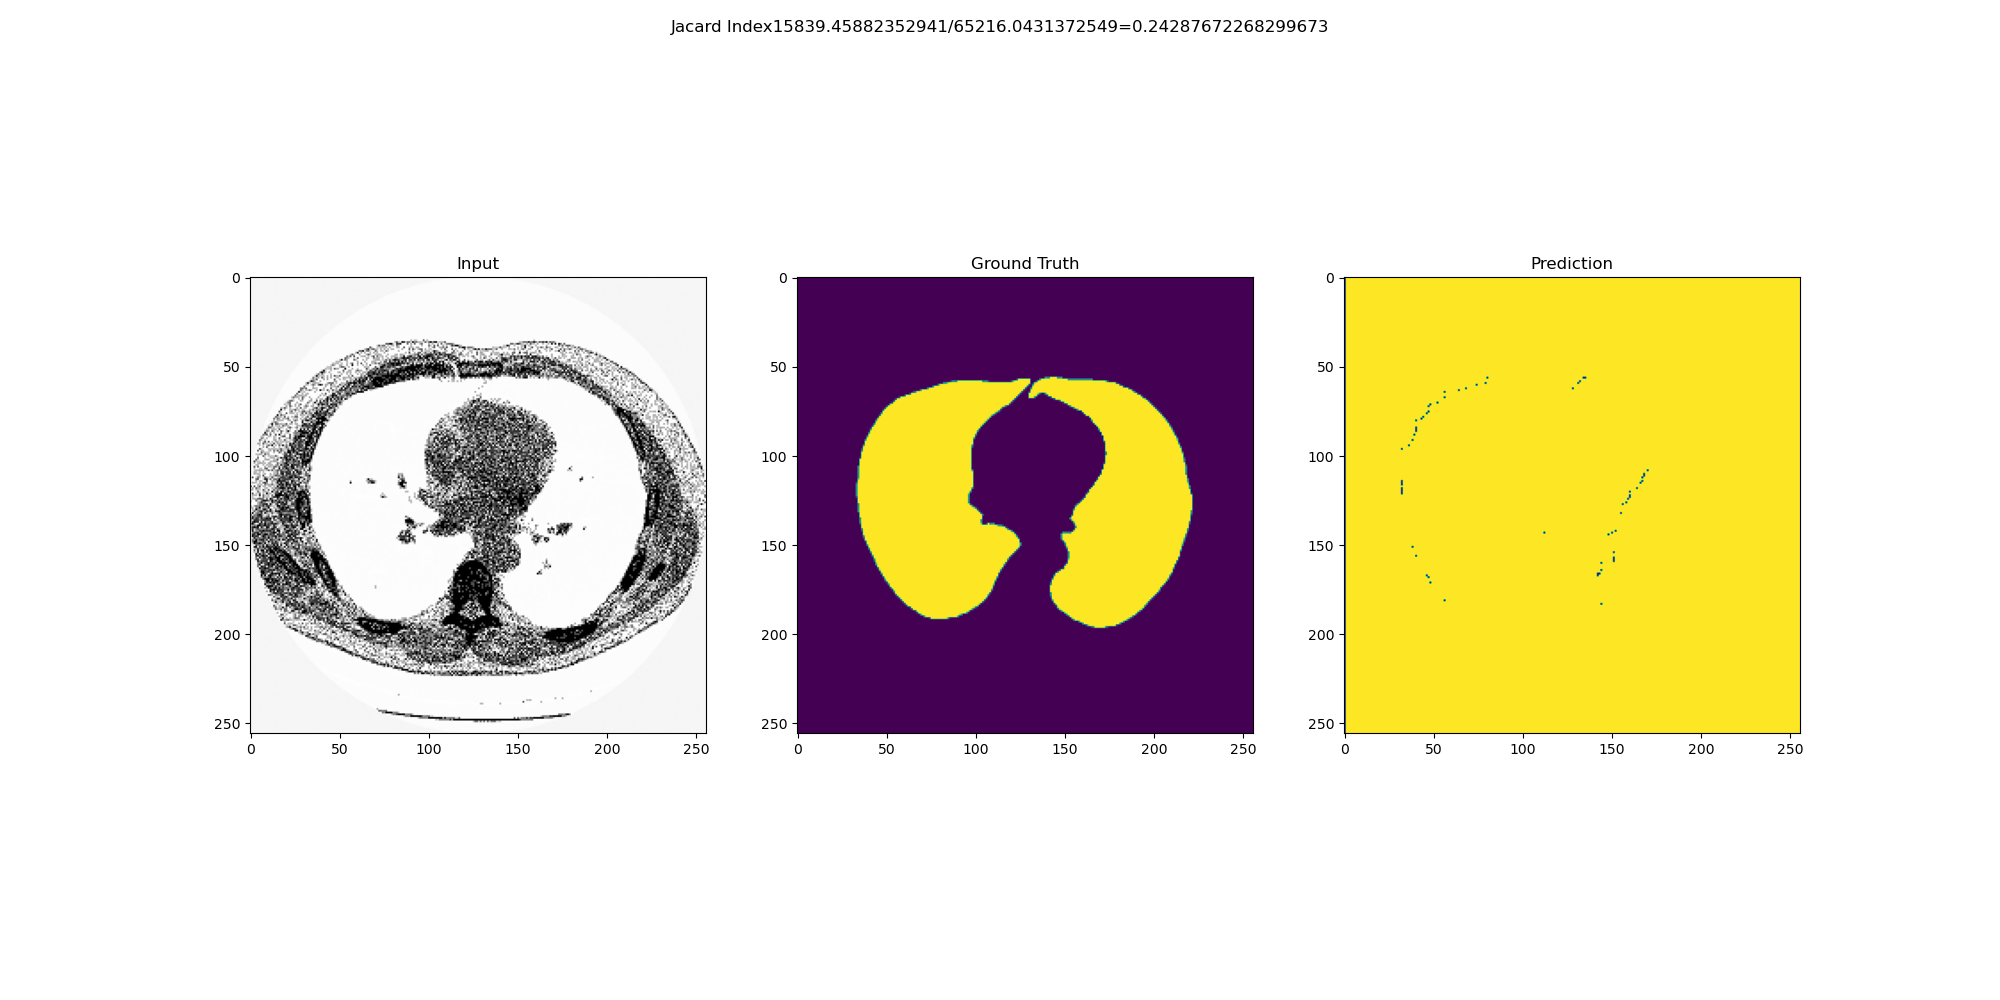 Jacard Index15839.45882352941/65216.0431372549=0.24287672268299673
Input
Ground Truth
Prediction
0
50
100
150
200
250
0 50 100 150 200 250
0
50
100
150
200
250
0 50 100 150 200 250
0
50
100
150
200
250
0 50 100 150 200 250